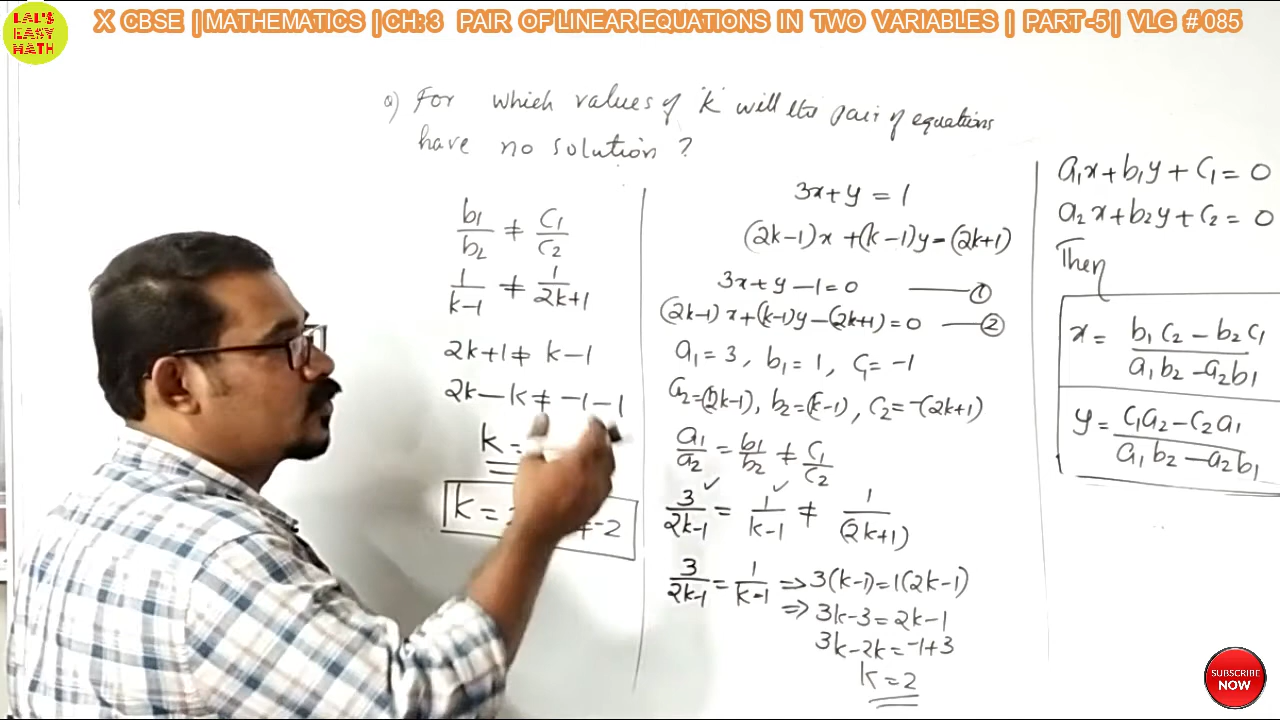 LAL'S
EASY
MATH
X CBSE | MATHEMATICS | CH: 3 PAIR OF LINEAR EQUATIONS IN TWO VARIABLES | PART -5 | VLG # 085
Q) For which values of 'k' will the pair of equations
have no solution ?
b₁/b₂ ≠ c₁/c₂
1/(k-1) ≠ 1/(2k+1)
2k+1 ≠ k-1
2k-k ≠ -1-1
k =
k =
≠ -2
3x+y = 1
(2k-1)x +(k-1)y = (2k+1)
3x+y-1=0 — ①
(2k-1)x+(k-1)y-(2k+1)=0 — ②
a₁=3, b₁=1, c₁=-1
a₂=(2k-1), b₂=(k-1), c₂=-(2k+1)
a₁/a₂ = b₁/b₂ ≠ c₁/c₂
3/(2k-1) = 1/(k-1) ≠ 1/(2k+1)
3/(2k-1) = 1/(k-1) ⇒ 3(k-1)=1(2k-1)
⇒ 3k-3=2k-1
3k-2k=-1+3
k=2
a₁x+b₁y+c₁=0
a₂x+b₂y+c₂=0
Then
x = (b₁c₂-b₂c₁)/(a₁b₂-a₂b₁)
y = (c₁a₂-c₂a₁)/(a₁b₂-a₂b₁)
SUBSCRIBE
NOW